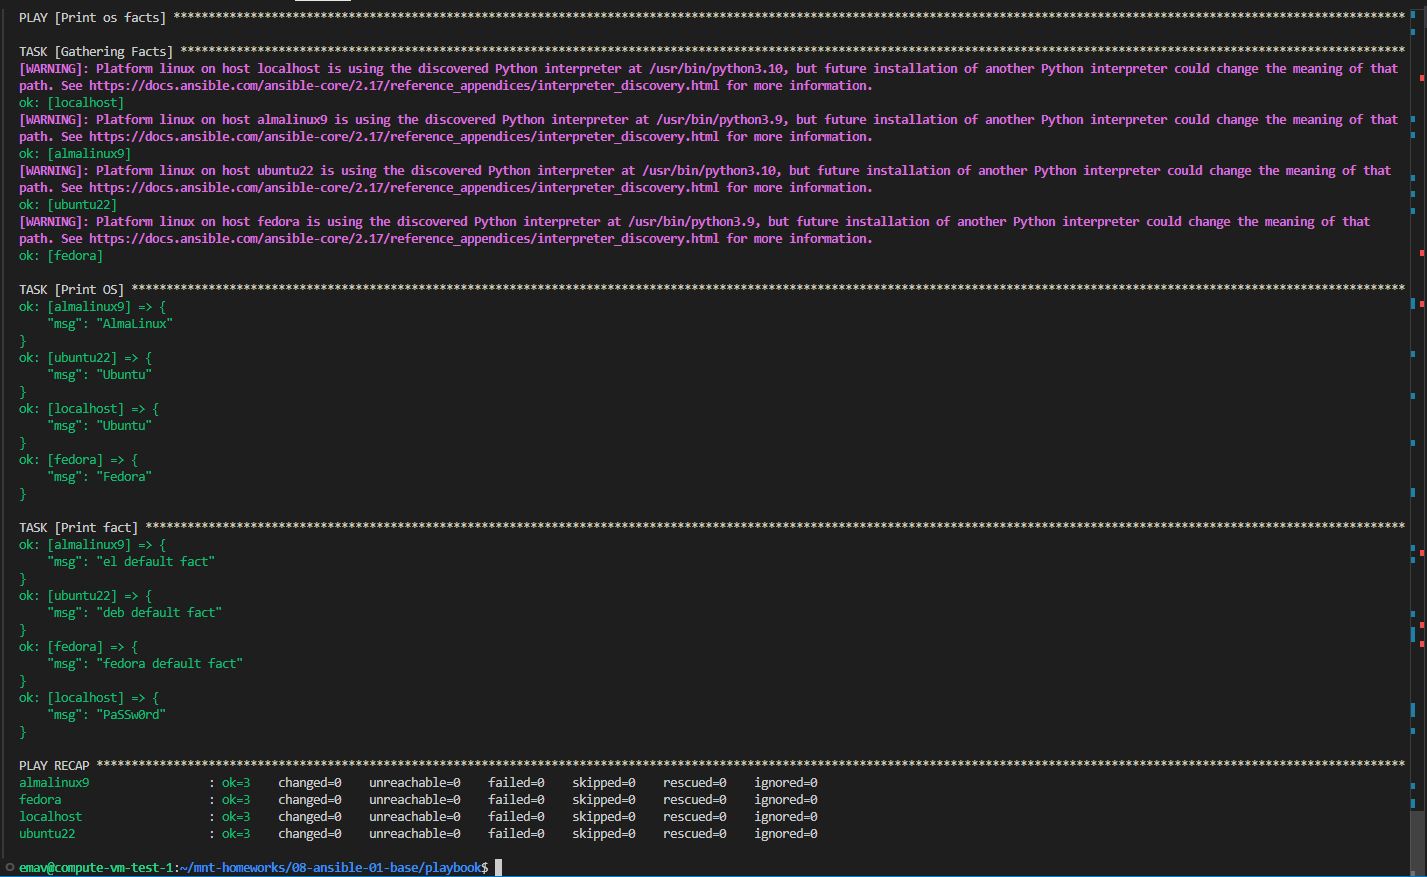 PLAY [Print os facts] ****************************************************************************************************************************************************************************

TASK [Gathering Facts] ***************************************************************************************************************************************************************************
[WARNING]: Platform linux on host localhost is using the discovered Python interpreter at /usr/bin/python3.10, but future installation of another Python interpreter could change the meaning of that
path. See https://docs.ansible.com/ansible-core/2.17/reference_appendices/interpreter_discovery.html for more information.
ok: [localhost]
[WARNING]: Platform linux on host almalinux9 is using the discovered Python interpreter at /usr/bin/python3.9, but future installation of another Python interpreter could change the meaning of that
path. See https://docs.ansible.com/ansible-core/2.17/reference_appendices/interpreter_discovery.html for more information.
ok: [almalinux9]
[WARNING]: Platform linux on host ubuntu22 is using the discovered Python interpreter at /usr/bin/python3.10, but future installation of another Python interpreter could change the meaning of that
path. See https://docs.ansible.com/ansible-core/2.17/reference_appendices/interpreter_discovery.html for more information.
ok: [ubuntu22]
[WARNING]: Platform linux on host fedora is using the discovered Python interpreter at /usr/bin/python3.9, but future installation of another Python interpreter could change the meaning of that
path. See https://docs.ansible.com/ansible-core/2.17/reference_appendices/interpreter_discovery.html for more information.
ok: [fedora]

TASK [Print OS] **********************************************************************************************************************************************************************************
ok: [almalinux9] => {
    "msg": "AlmaLinux"
}
ok: [ubuntu22] => {
    "msg": "Ubuntu"
}
ok: [localhost] => {
    "msg": "Ubuntu"
}
ok: [fedora] => {
    "msg": "Fedora"
}

TASK [Print fact] ********************************************************************************************************************************************************************************
ok: [almalinux9] => {
    "msg": "el default fact"
}
ok: [ubuntu22] => {
    "msg": "deb default fact"
}
ok: [fedora] => {
    "msg": "fedora default fact"
}
ok: [localhost] => {
    "msg": "PaSSw0rd"
}

PLAY RECAP ***************************************************************************************************************************************************************************************
almalinux9                 : ok=3    changed=0    unreachable=0    failed=0    skipped=0    rescued=0    ignored=0
fedora                     : ok=3    changed=0    unreachable=0    failed=0    skipped=0    rescued=0    ignored=0
localhost                  : ok=3    changed=0    unreachable=0    failed=0    skipped=0    rescued=0    ignored=0
ubuntu22                   : ok=3    changed=0    unreachable=0    failed=0    skipped=0    rescued=0    ignored=0

emav@compute-vm-test-1:~/mnt-homeworks/08-ansible-01-base/playbook$